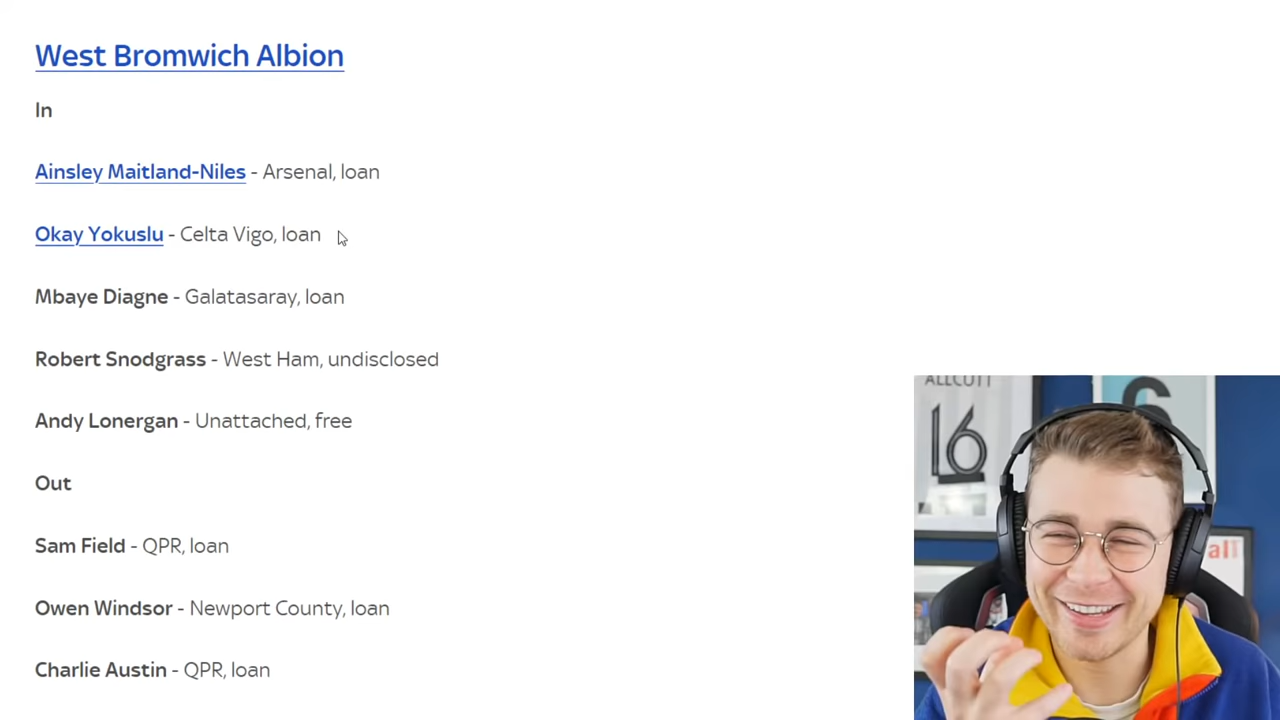 West Bromwich Albion
In
Ainsley Maitland-Niles - Arsenal, loan
Okay Yokuslu - Celta Vigo, loan
Mbaye Diagne - Galatasaray, loan
Robert Snodgrass - West Ham, undisclosed
Andy Lonergan - Unattached, free
Out
Sam Field - QPR, loan
Owen Windsor - Newport County, loan
Charlie Austin - QPR, loan
ALLCOTT
16
6
all